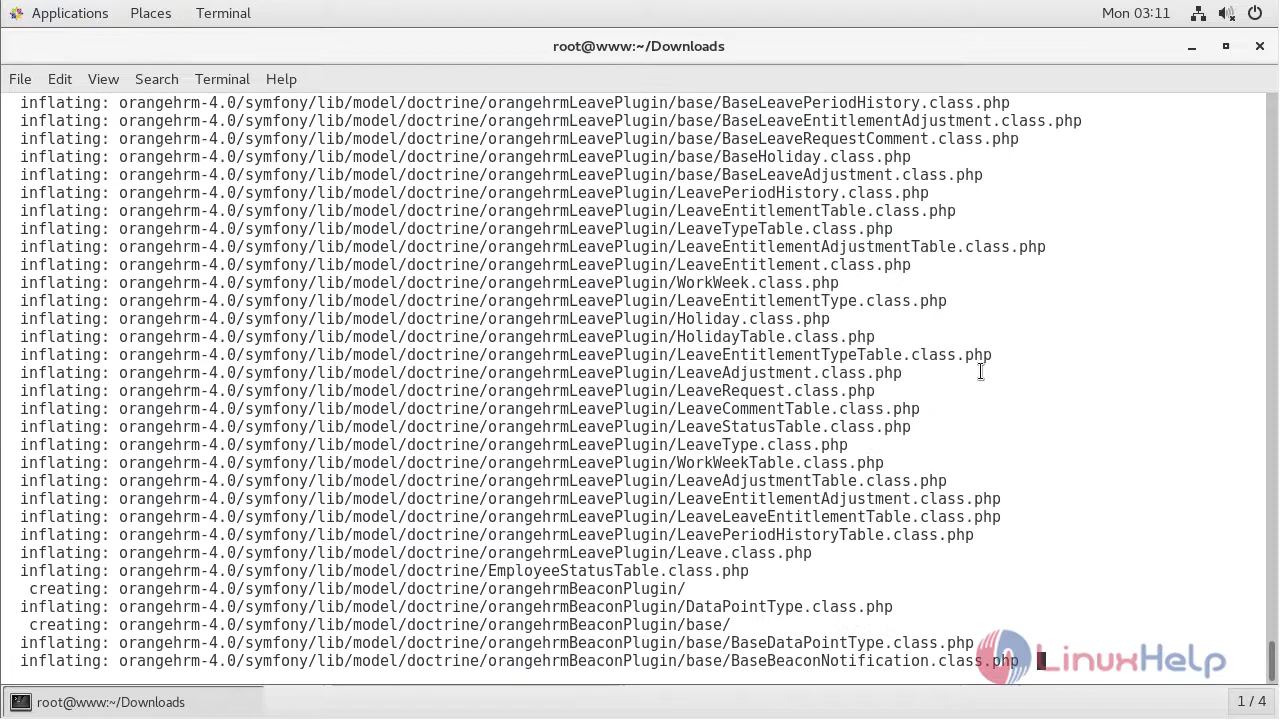 Applications Places Terminal Mon 03:11
root@www:~/Downloads
File Edit View Search Terminal Help
inflating: orangehrm-4.0/symfony/lib/model/doctrine/orangehrmLeavePlugin/base/BaseLeavePeriodHistory.class.php
inflating: orangehrm-4.0/symfony/lib/model/doctrine/orangehrmLeavePlugin/base/BaseLeaveEntitlementAdjustment.class.php
inflating: orangehrm-4.0/symfony/lib/model/doctrine/orangehrmLeavePlugin/base/BaseLeaveRequestComment.class.php
inflating: orangehrm-4.0/symfony/lib/model/doctrine/orangehrmLeavePlugin/base/BaseHoliday.class.php
inflating: orangehrm-4.0/symfony/lib/model/doctrine/orangehrmLeavePlugin/base/BaseLeaveAdjustment.class.php
inflating: orangehrm-4.0/symfony/lib/model/doctrine/orangehrmLeavePlugin/LeavePeriodHistory.class.php
inflating: orangehrm-4.0/symfony/lib/model/doctrine/orangehrmLeavePlugin/LeaveEntitlementTable.class.php
inflating: orangehrm-4.0/symfony/lib/model/doctrine/orangehrmLeavePlugin/LeaveTypeTable.class.php
inflating: orangehrm-4.0/symfony/lib/model/doctrine/orangehrmLeavePlugin/LeaveEntitlementAdjustmentTable.class.php
inflating: orangehrm-4.0/symfony/lib/model/doctrine/orangehrmLeavePlugin/LeaveEntitlement.class.php
inflating: orangehrm-4.0/symfony/lib/model/doctrine/orangehrmLeavePlugin/WorkWeek.class.php
inflating: orangehrm-4.0/symfony/lib/model/doctrine/orangehrmLeavePlugin/LeaveEntitlementType.class.php
inflating: orangehrm-4.0/symfony/lib/model/doctrine/orangehrmLeavePlugin/Holiday.class.php
inflating: orangehrm-4.0/symfony/lib/model/doctrine/orangehrmLeavePlugin/HolidayTable.class.php
inflating: orangehrm-4.0/symfony/lib/model/doctrine/orangehrmLeavePlugin/LeaveEntitlementTypeTable.class.php
inflating: orangehrm-4.0/symfony/lib/model/doctrine/orangehrmLeavePlugin/LeaveAdjustment.class.php
inflating: orangehrm-4.0/symfony/lib/model/doctrine/orangehrmLeavePlugin/LeaveRequest.class.php
inflating: orangehrm-4.0/symfony/lib/model/doctrine/orangehrmLeavePlugin/LeaveCommentTable.class.php
inflating: orangehrm-4.0/symfony/lib/model/doctrine/orangehrmLeavePlugin/LeaveStatusTable.class.php
inflating: orangehrm-4.0/symfony/lib/model/doctrine/orangehrmLeavePlugin/LeaveType.class.php
inflating: orangehrm-4.0/symfony/lib/model/doctrine/orangehrmLeavePlugin/WorkWeekTable.class.php
inflating: orangehrm-4.0/symfony/lib/model/doctrine/orangehrmLeavePlugin/LeaveAdjustmentTable.class.php
inflating: orangehrm-4.0/symfony/lib/model/doctrine/orangehrmLeavePlugin/LeaveEntitlementAdjustment.class.php
inflating: orangehrm-4.0/symfony/lib/model/doctrine/orangehrmLeavePlugin/LeaveLeaveEntitlementTable.class.php
inflating: orangehrm-4.0/symfony/lib/model/doctrine/orangehrmLeavePlugin/LeavePeriodHistoryTable.class.php
inflating: orangehrm-4.0/symfony/lib/model/doctrine/orangehrmLeavePlugin/Leave.class.php
inflating: orangehrm-4.0/symfony/lib/model/doctrine/EmployeeStatusTable.class.php
creating: orangehrm-4.0/symfony/lib/model/doctrine/orangehrmBeaconPlugin/
inflating: orangehrm-4.0/symfony/lib/model/doctrine/orangehrmBeaconPlugin/DataPointType.class.php
creating: orangehrm-4.0/symfony/lib/model/doctrine/orangehrmBeaconPlugin/base/
inflating: orangehrm-4.0/symfony/lib/model/doctrine/orangehrmBeaconPlugin/base/BaseDataPointType.class.php
inflating: orangehrm-4.0/symfony/lib/model/doctrine/orangehrmBeaconPlugin/base/BaseBeaconNotification.class.php
LinuxHelp
root@www:~/Downloads 1 / 4